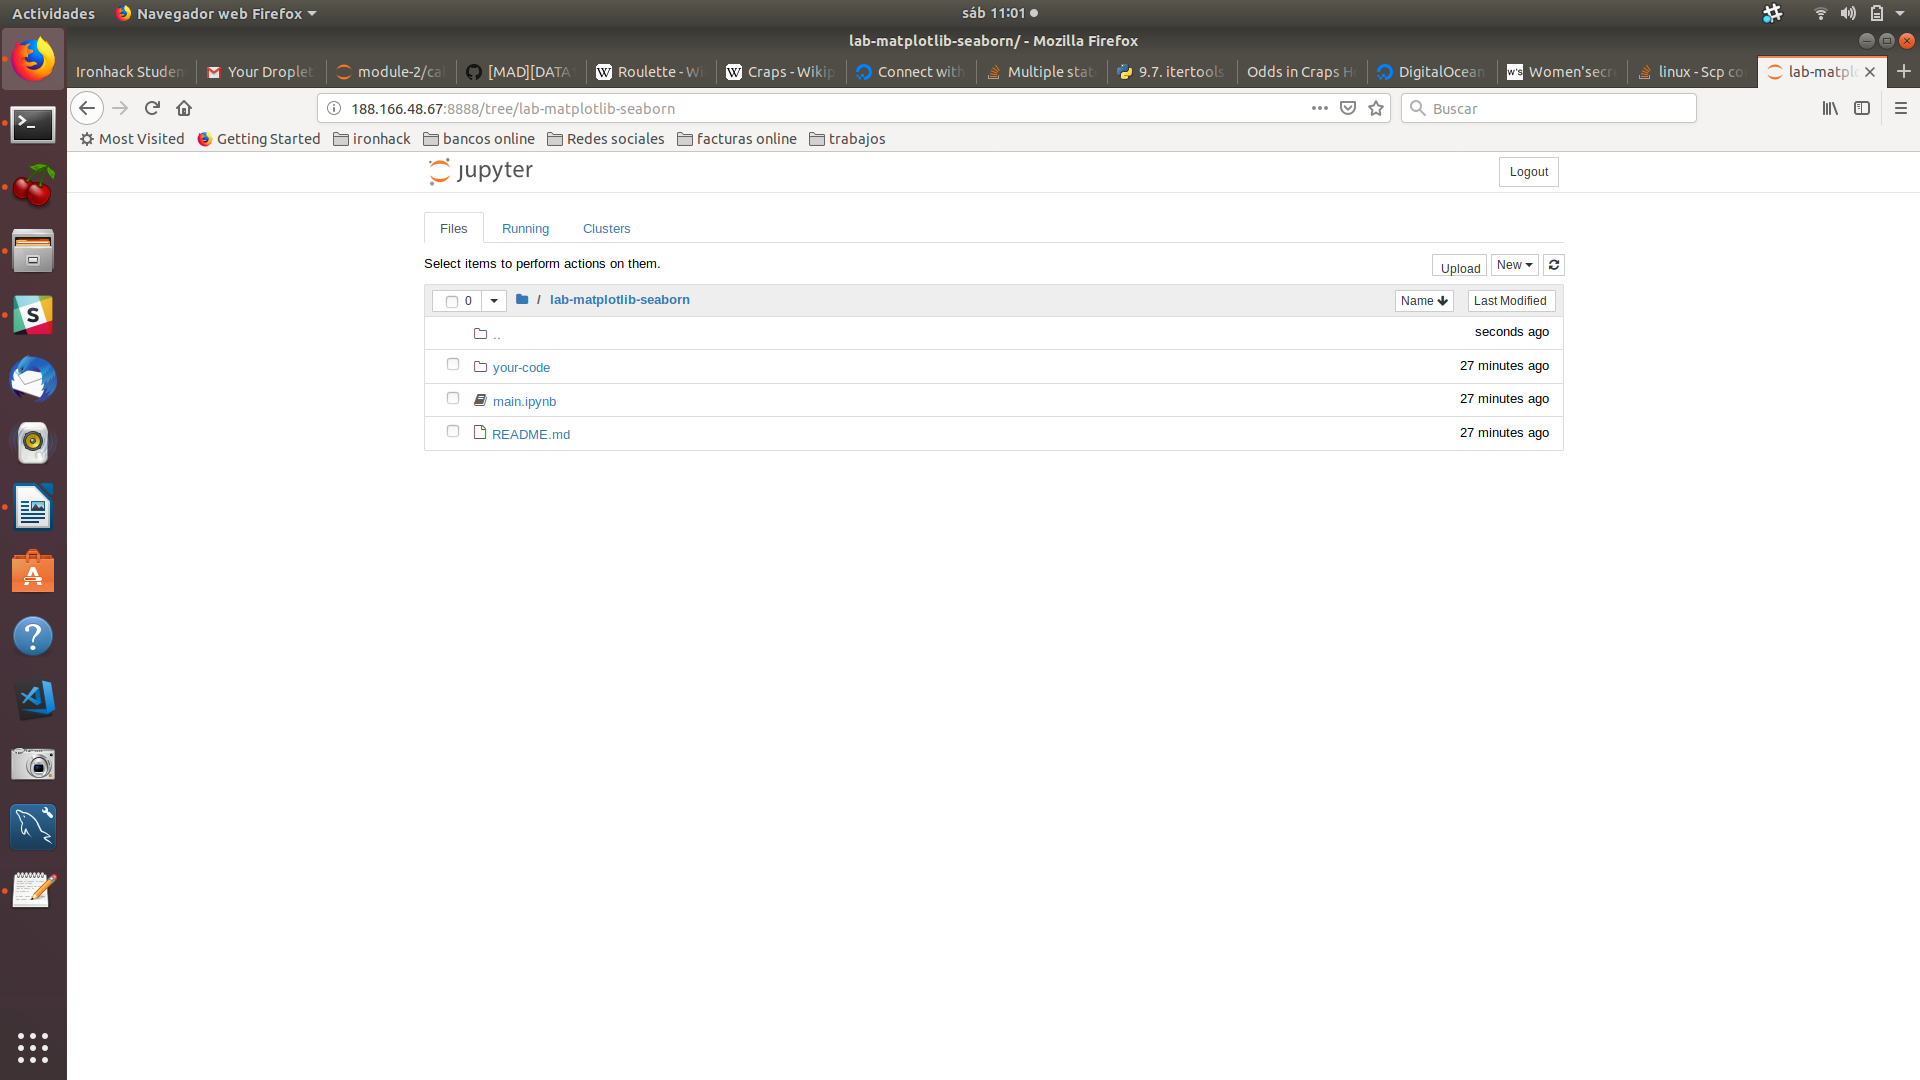 Actividades Navegador web Firefox sáb 11:01
lab-matplotlib-seaborn/ - Mozilla Firefox
Ironhack Studen Your Droplet module-2/ca [MAD][DATA Roulette - Wi Craps - Wikip Connect with Multiple stat 9.7. itertools Odds in Craps H DigitalOcean Women'secr linux - Scp co lab-matpl
188.166.48.67:8888/tree/lab-matplotlib-seaborn Buscar
Most Visited Getting Started ironhack bancos online Redes sociales facturas online trabajos
jupyter Logout
Files Running Clusters
Select items to perform actions on them. Upload New
0 / lab-matplotlib-seaborn Name Last Modified
.. seconds ago
your-code 27 minutes ago
main.ipynb 27 minutes ago
README.md 27 minutes ago